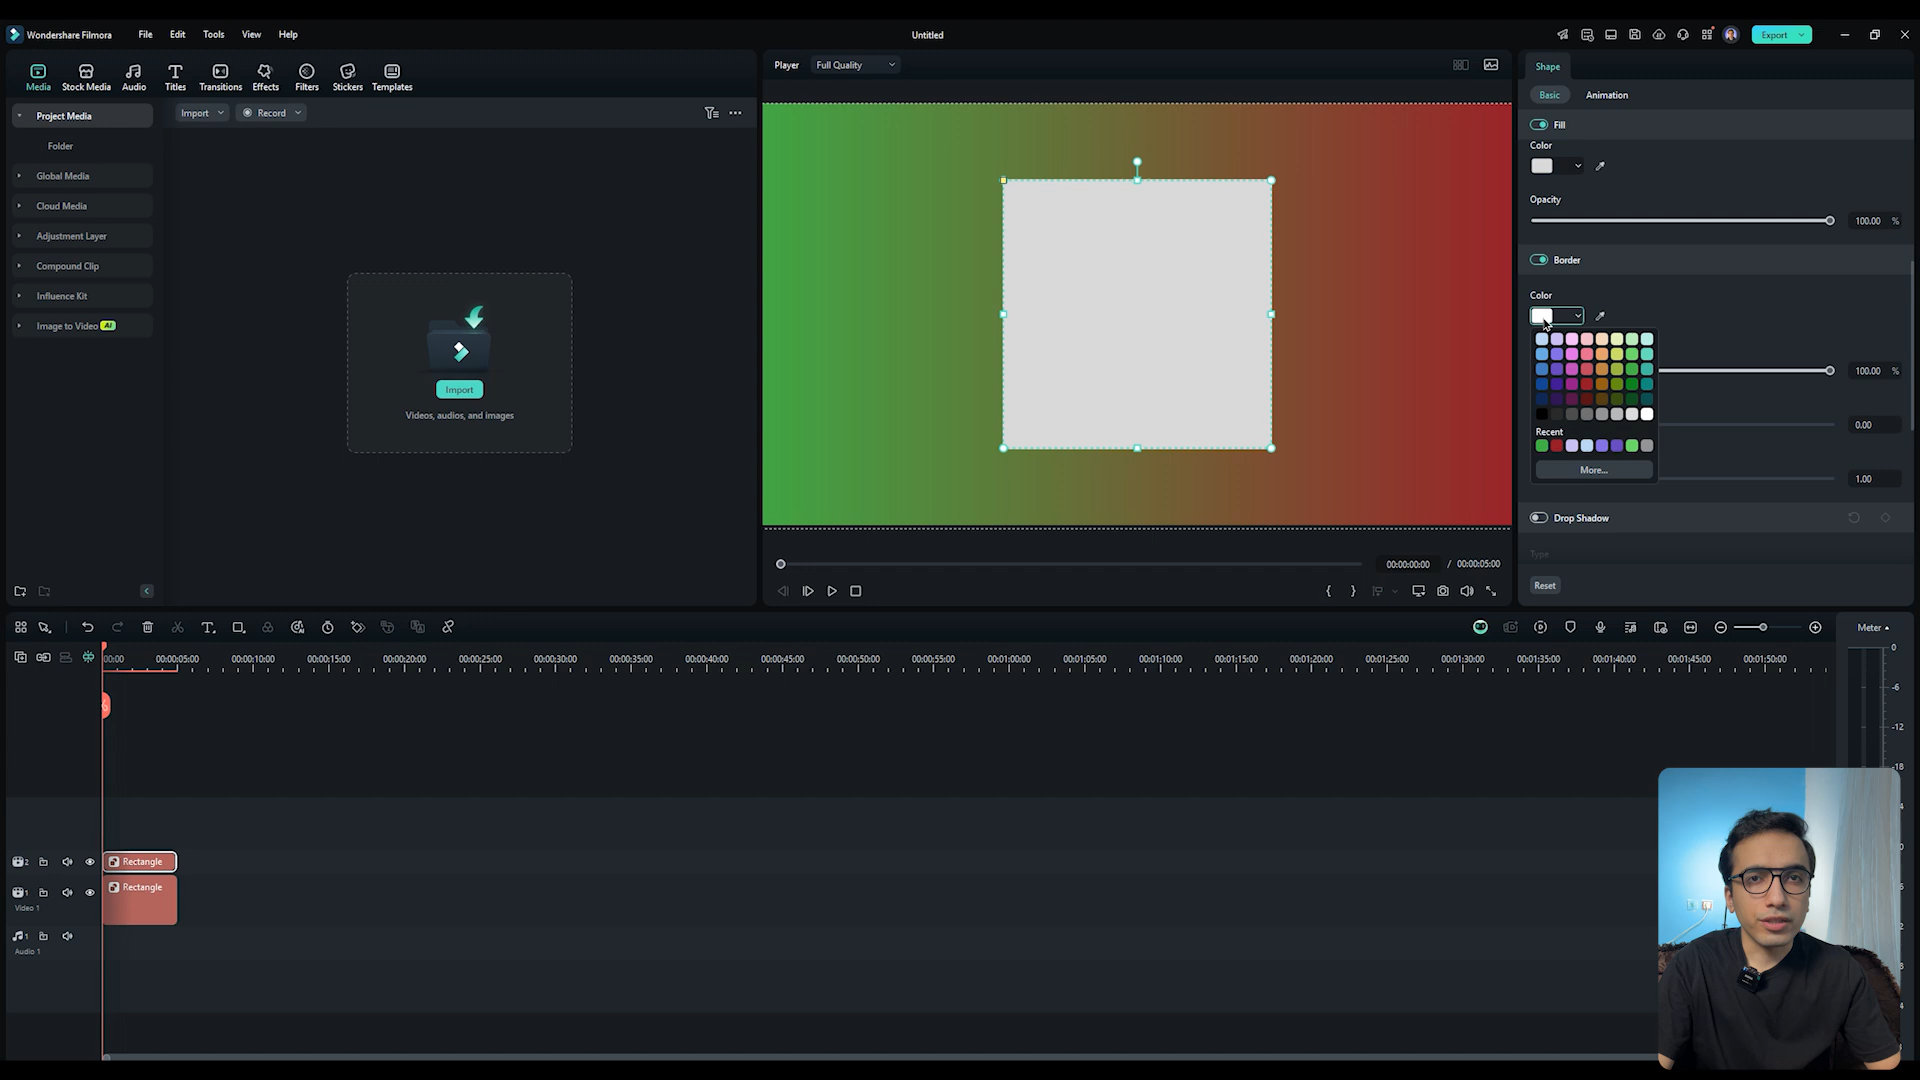 Wondershare Filmora File Edit Tools View Help
Untitled
Export
Media Stock Media Audio Titles Transitions Effects Filters Stickers Templates
Project Media
Folder
Global Media
Cloud Media
Adjustment Layer
Compound Clip
Influence Kit
Image to Video AI
Import Record
Import
Videos, audios, and images
Player Full Quality
00:00:00:00 / 00:00:05:00
Shape
Basic Animation
Fill
Color
Opacity
100.00 %
Border
Color
100.00 %
0.00
Recent
More...
1.00
Drop Shadow
Type
Reset
00:00 00:00:05:00 00:00:10:00 00:00:15:00 00:00:20:00 00:00:25:00 00:00:30:00 00:00:35:00 00:00:40:00 00:00:45:00 00:00:50:00 00:00:55:00 00:01:00:00 00:01:05:00 00:01:10:00 00:01:15:00 00:01:20:00 00:01:25:00 00:01:30:00 00:01:35:00 00:01:40:00 00:01:45:00 00:01:50:00
Meter
0
-6
-12
-18
2 Rectangle
1 Rectangle
Video 1
1
Audio 1